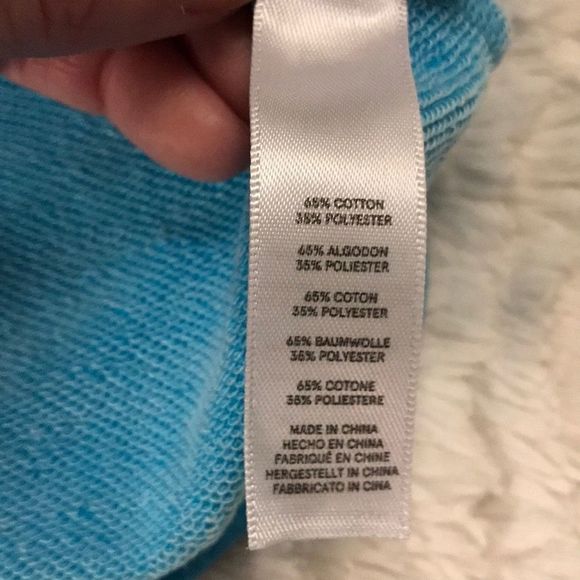 65% COTTON
35% POLYESTER
65% ALGODON
35% POLIESTER
65% COTON
35% POLYESTER
65% BAUMWOLLE
35% POLYESTER
65% COTONE
35% POLIESTERE
MADE IN CHINA
HECHO EN CHINA
FABRIQUÉ EN CHINE
HERGESTELLT IN CHINA
FABBRICATO IN CINA